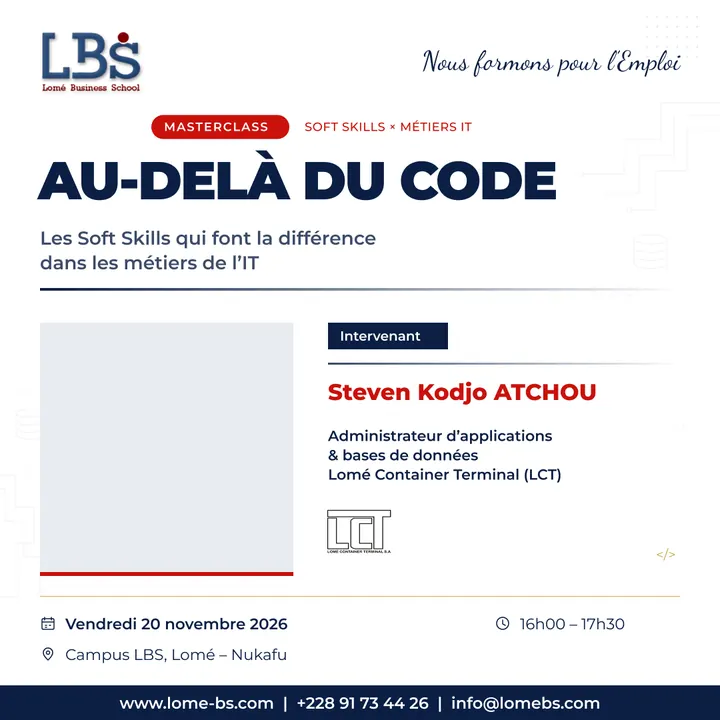 LBS
Lomé Business School
Nous formons pour l'Emploi
MASTERCLASS
SOFT SKILLS × MÉTIERS IT
AU-DELÀ DU CODE
Les Soft Skills qui font la différence
dans les métiers de l’IT
Intervenant
Steven Kodjo ATCHOU
Administrateur d’applications
& bases de données
Lomé Container Terminal (LCT)
LCT
LOMÉ CONTAINER TERMINAL S.A
</>
Vendredi 20 novembre 2026
16h00 – 17h30
Campus LBS, Lomé – Nukafu
www.lome-bs.com | +228 91 73 44 26 | info@lomebs.com